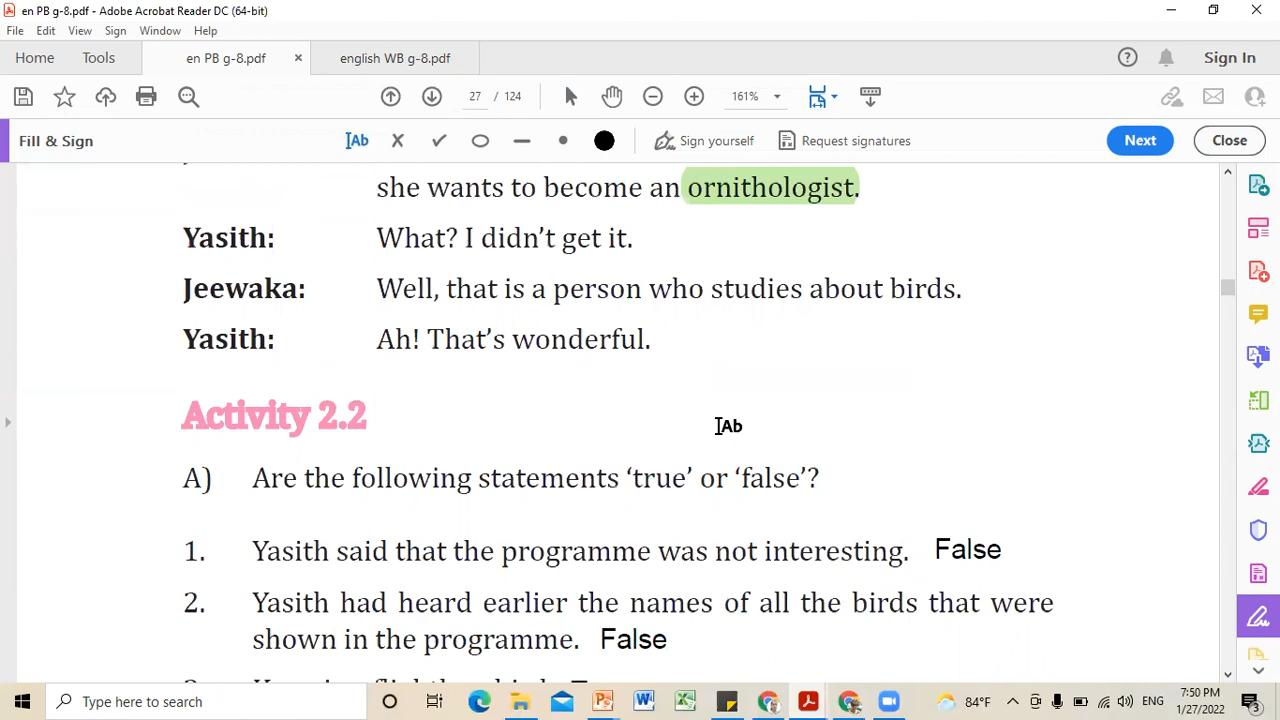 en PB g-8.pdf - Adobe Acrobat Reader DC (64-bit)
File Edit View Sign Window Help
Home Tools en PB g-8.pdf × english WB g-8.pdf Sign In
27 / 124 161%
Fill & Sign Ab Sign yourself Request signatures Next Close
she wants to become an ornithologist.
Yasith: What? I didn’t get it.
Jeewaka: Well, that is a person who studies about birds.
Yasith: Ah! That’s wonderful.
Activity 2.2
Ab
A) Are the following statements ‘true’ or ‘false’?
1. Yasith said that the programme was not interesting. False
2. Yasith had heard earlier the names of all the birds that were
shown in the programme. False
Type here to search 84°F ENG 7:50 PM
1/27/2022 3